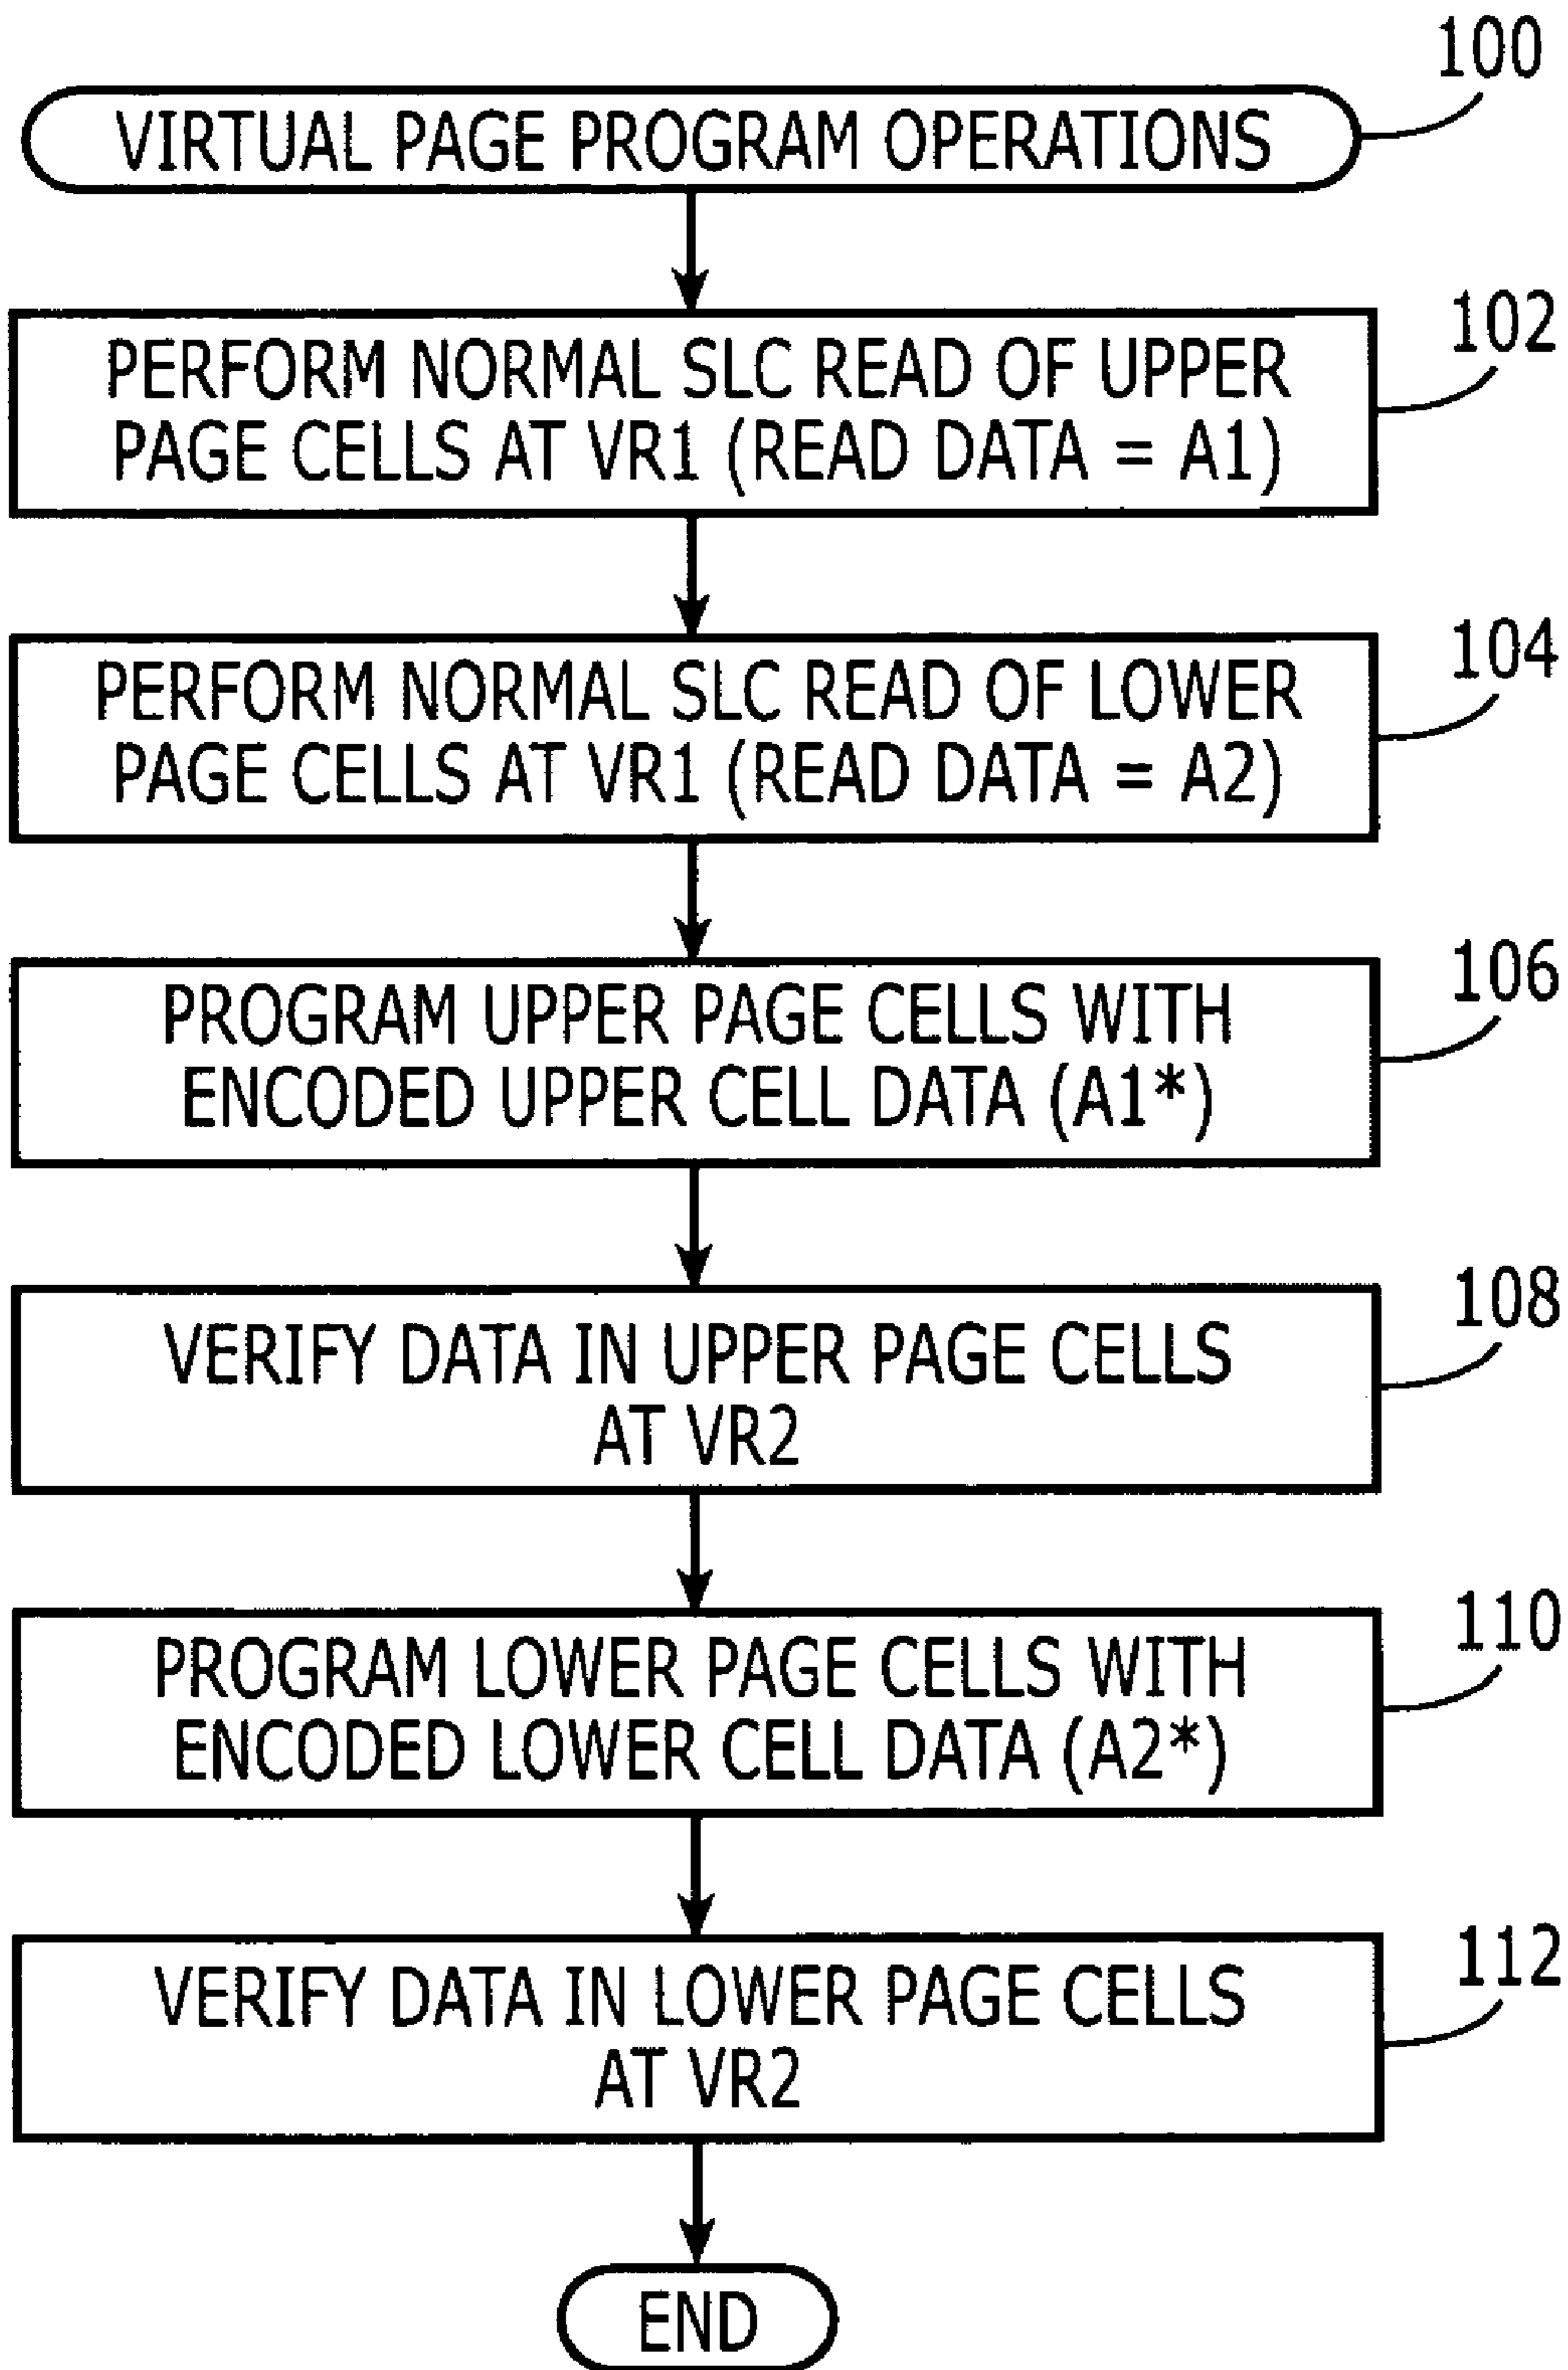 100
VIRTUAL PAGE PROGRAM OPERATIONS
102
PERFORM NORMAL SLC READ OF UPPER
PAGE CELLS AT VR1 (READ DATA = A1)
104
PERFORM NORMAL SLC READ OF LOWER
PAGE CELLS AT VR1 (READ DATA = A2)
106
PROGRAM UPPER PAGE CELLS WITH
ENCODED UPPER CELL DATA (A1*)
108
VERIFY DATA IN UPPER PAGE CELLS
AT VR2
110
PROGRAM LOWER PAGE CELLS WITH
ENCODED LOWER CELL DATA (A2*)
112
VERIFY DATA IN LOWER PAGE CELLS
AT VR2
END